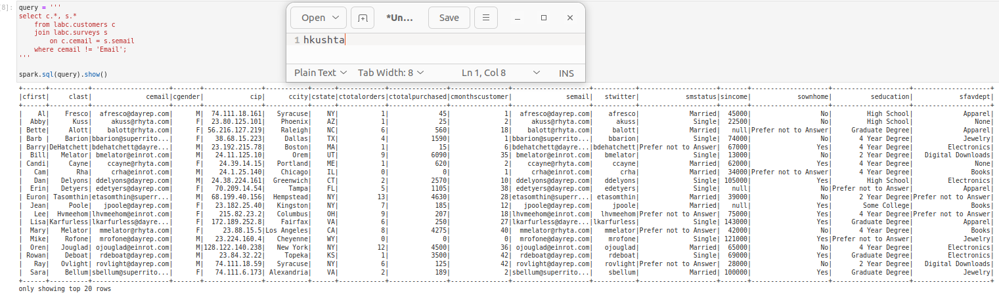 [8]:
query = '''
select c.*, s.*
    from labc.customers c
    join labc.surveys s
        on c.cemail = s.semail
    where cemail != 'Email';
'''
spark.sql(query).show()
Open *Un... Save
1 hkushta
Plain Text Tab Width: 8 Ln 1, Col 8 INS
+------+----------+--------------------+-------+---------------+-----------+------+------------+---------------+---------------+--------------------+-----------+--------------------+-------+--------------------+--------------------+--------------------+
|cfirst| clast| cemail|cgender| cip| ccity|cstate|ctotalorders|ctotalpurchased|cmonthscustomer| semail| stwitter| smstatus|sincome| sownhome| seducation| sfavdept|
+------+----------+--------------------+-------+---------------+-----------+------+------------+---------------+---------------+--------------------+-----------+--------------------+-------+--------------------+--------------------+--------------------+
| Al| Fresco| afresco@dayrep.com| M| 74.111.18.161| Syracuse| NY| 1| 45| 1| afresco@dayrep.com| afresco| Married| 45000| No| High School| Apparel|
| Abby| Kuss| akuss@rhyta.com| F| 23.80.125.101| Phoenix| AZ| 1| 25| 2| akuss@rhyta.com| akuss| Single| 22500| No| High School| None|
| Bette| Alott| balott@rhyta.com| F| 56.216.127.219| Raleigh| NC| 6| 560| 18| balott@rhyta.com| balott| Married| null|Prefer not to Answer| Graduate Degree| Apparel|
| Barb| Barion|bbarion@superrito...| F| 38.68.15.223| Dallas| TX| 4| 1590| 1|bbarion@superrito...| bbarion| Single| 74000| No| 4 Year Degree| Jewelry|
| Barry|DeHatchett|bdehatchett@dayre...| M| 23.192.215.78| Boston| MA| 1| 15| 6|bdehatchett@dayre...|bdehatchett|Prefer not to Answer| 67000| Yes| 4 Year Degree| Electronics|
| Bill| Melator| bmelator@einrot.com| M| 24.11.125.10| Orem| UT| 9| 6090| 35| bmelator@einrot.com| bmelator| Single| 13000| No| 2 Year Degree| Digital Downloads|
| Candi| Cayne| ccayne@rhyta.com| F| 24.39.14.15| Portland| ME| 1| 620| 2| ccayne@rhyta.com| ccayne| Married| 62000| Yes| 4 Year Degree| None|
| Cam| Rha| crha@einrot.com| M| 24.1.25.140| Chicago| IL| 0| 0| 1| crha@einrot.com| crha| Married| 34000|Prefer not to Answer| 4 Year Degree| Books|
| Dan| Delyons| ddelyons@dayrep.com| M| 24.38.224.161| Greenwich| CT| 2| 2570| 10| ddelyons@dayrep.com| ddelyons| Single| 105000| Yes| High School| Electronics|
| Erin| Detyers| edetyers@dayrep.com| F| 70.209.14.54| Tampa| FL| 5| 1105| 38| edetyers@dayrep.com| edetyers| Single| null| No|Prefer not to Answer| Apparel|
| Euron| Tasomthin|etasomthin@superr...| M| 68.199.40.156| Hempstead| NY| 13| 4630| 28|etasomthin@superr...| etasomthin| Married| 39000| No| 2 Year Degree|Prefer not to Answer|
| Jean| Poole| jpoole@dayrep.com| F| 23.182.25.40| Kingston| NY| 7| 185| 12| jpoole@dayrep.com| jpoole| Married| null| Yes| Some College| Books|
| Lee| Hvmeehom|lhvmeehom@einrot.com| F| 215.82.23.2| Columbus| OH| 9| 207| 18|lhvmeehom@einrot.com| lhvmeehom|Prefer not to Answer| 75000| Yes| 4 Year Degree|Prefer not to Answer|
| Lisa|Karfurless|lkarfurless@dayre...| F| 172.189.252.8| Fairfax| VA| 6| 250| 27|lkarfurless@dayre...|lkarfurless| Single| 143000| Yes| Graduate Degree| Apparel|
| Mary| Melator| mmelator@rhyta.com| F| 23.88.15.5|Los Angeles| CA| 8| 4275| 40| mmelator@rhyta.com| mmelator|Prefer not to Answer| 42000| No| 4 Year Degree| Books|
| Mike| Rofone| mrofone@dayrep.com| M| 23.224.160.4| Cheyenne| WY| 0| 0| 0| mrofone@dayrep.com| mrofone| Single| 121000| Yes|Prefer not to Answer| Jewelry|
| Oren| Jouglad| ojouglad@einrot.com| M|128.122.140.238| New York| NY| 12| 4500| 36| ojouglad@einrot.com| ojouglad| Married| 65000| No| 4 Year Degree| Electronics|
| Rowan| Deboat| rdeboat@dayrep.com| M| 23.84.32.22| Topeka| KS| 1| 3500| 42| rdeboat@dayrep.com| rdeboat| Single| 69000| Yes| Graduate Degree| Electronics|
| Ray| Ovlight| rovlight@dayrep.com| M| 74.111.18.59| Syracuse| NY| 6| 125| 42| rovlight@dayrep.com| rovlight|Prefer not to Answer| 28000| No| 2 Year Degree| Digital Downloads|
| Sara| Bellum|sbellum@superrito...| F| 74.111.6.173| Alexandria| VA| 2| 189| 2|sbellum@superrito...| sbellum| Married| 100000| Yes| Graduate Degree| Jewelry|
+------+----------+--------------------+-------+---------------+-----------+------+------------+---------------+---------------+--------------------+-----------+--------------------+-------+--------------------+--------------------+--------------------+
only showing top 20 rows